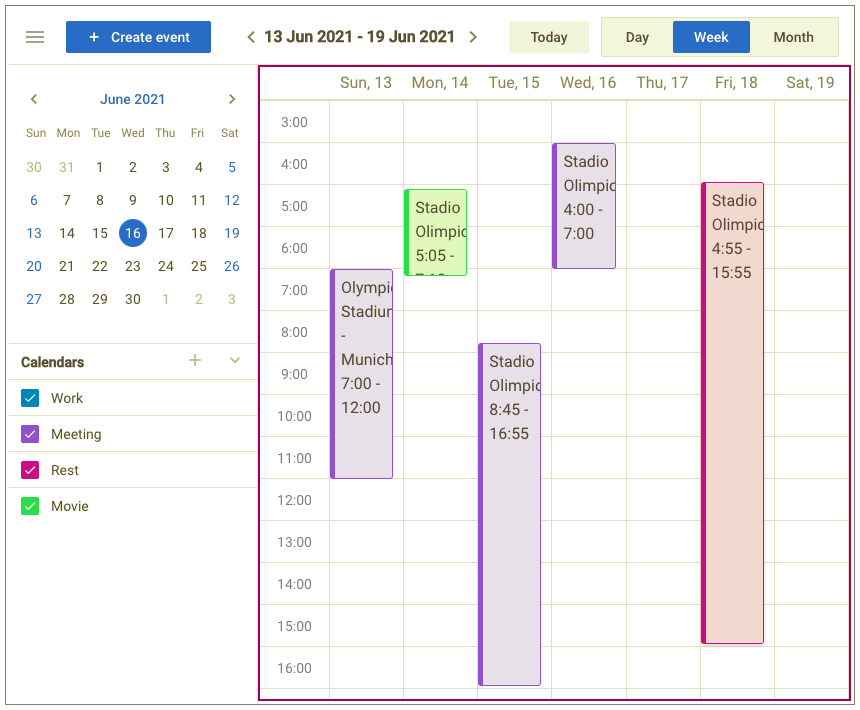 Create event
13 Jun 2021 - 19 Jun 2021
Today
Day Week Month
June 2021
Sun Mon Tue Wed Thu Fri Sat
30 31 1 2 3 4 5
6 7 8 9 10 11 12
13 14 15 16 17 18 19
20 21 22 23 24 25 26
27 28 29 30 1 2 3
Calendars
Work
Meeting
Rest
Movie
Sun, 13 Mon, 14 Tue, 15 Wed, 16 Thu, 17 Fri, 18 Sat, 19
3:00
4:00
5:00
6:00
7:00
8:00
9:00
10:00
11:00
12:00
13:00
14:00
15:00
16:00
Olympi
Stadiur
-
Munich
7:00 -
12:00
Stadio
Olimpic
5:05 -
Stadio
Olimpic
8:45 -
16:55
Stadio
Olimpic
4:00 -
7:00
Stadio
Olimpic
4:55 -
15:55